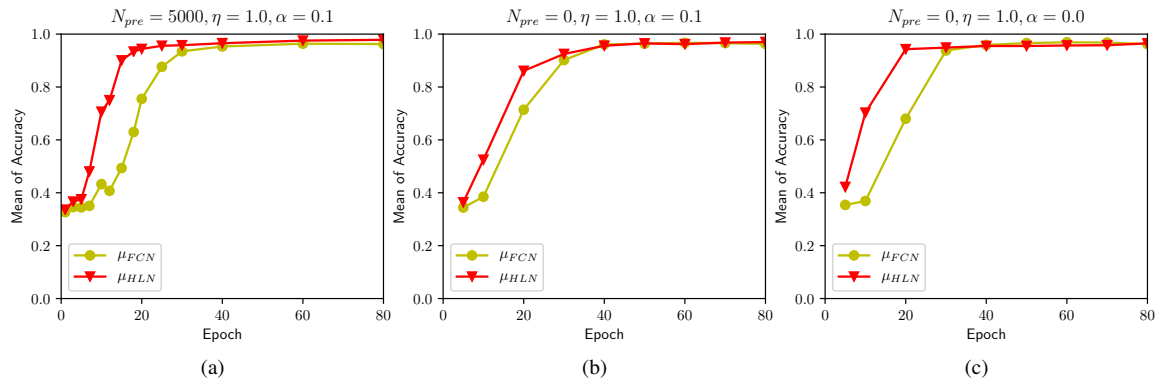 N_pre = 5000, η = 1.0, α = 0.1
Mean of Accuracy
1.0
0.8
0.6
0.4
0.2
0.0
μ_FCN
μ_HLN
0 20 40 60 80
Epoch
(a)
N_pre = 0, η = 1.0, α = 0.1
Mean of Accuracy
1.0
0.8
0.6
0.4
0.2
0.0
μ_FCN
μ_HLN
0 20 40 60 80
Epoch
(b)
N_pre = 0, η = 1.0, α = 0.0
Mean of Accuracy
1.0
0.8
0.6
0.4
0.2
0.0
μ_FCN
μ_HLN
0 20 40 60 80
Epoch
(c)